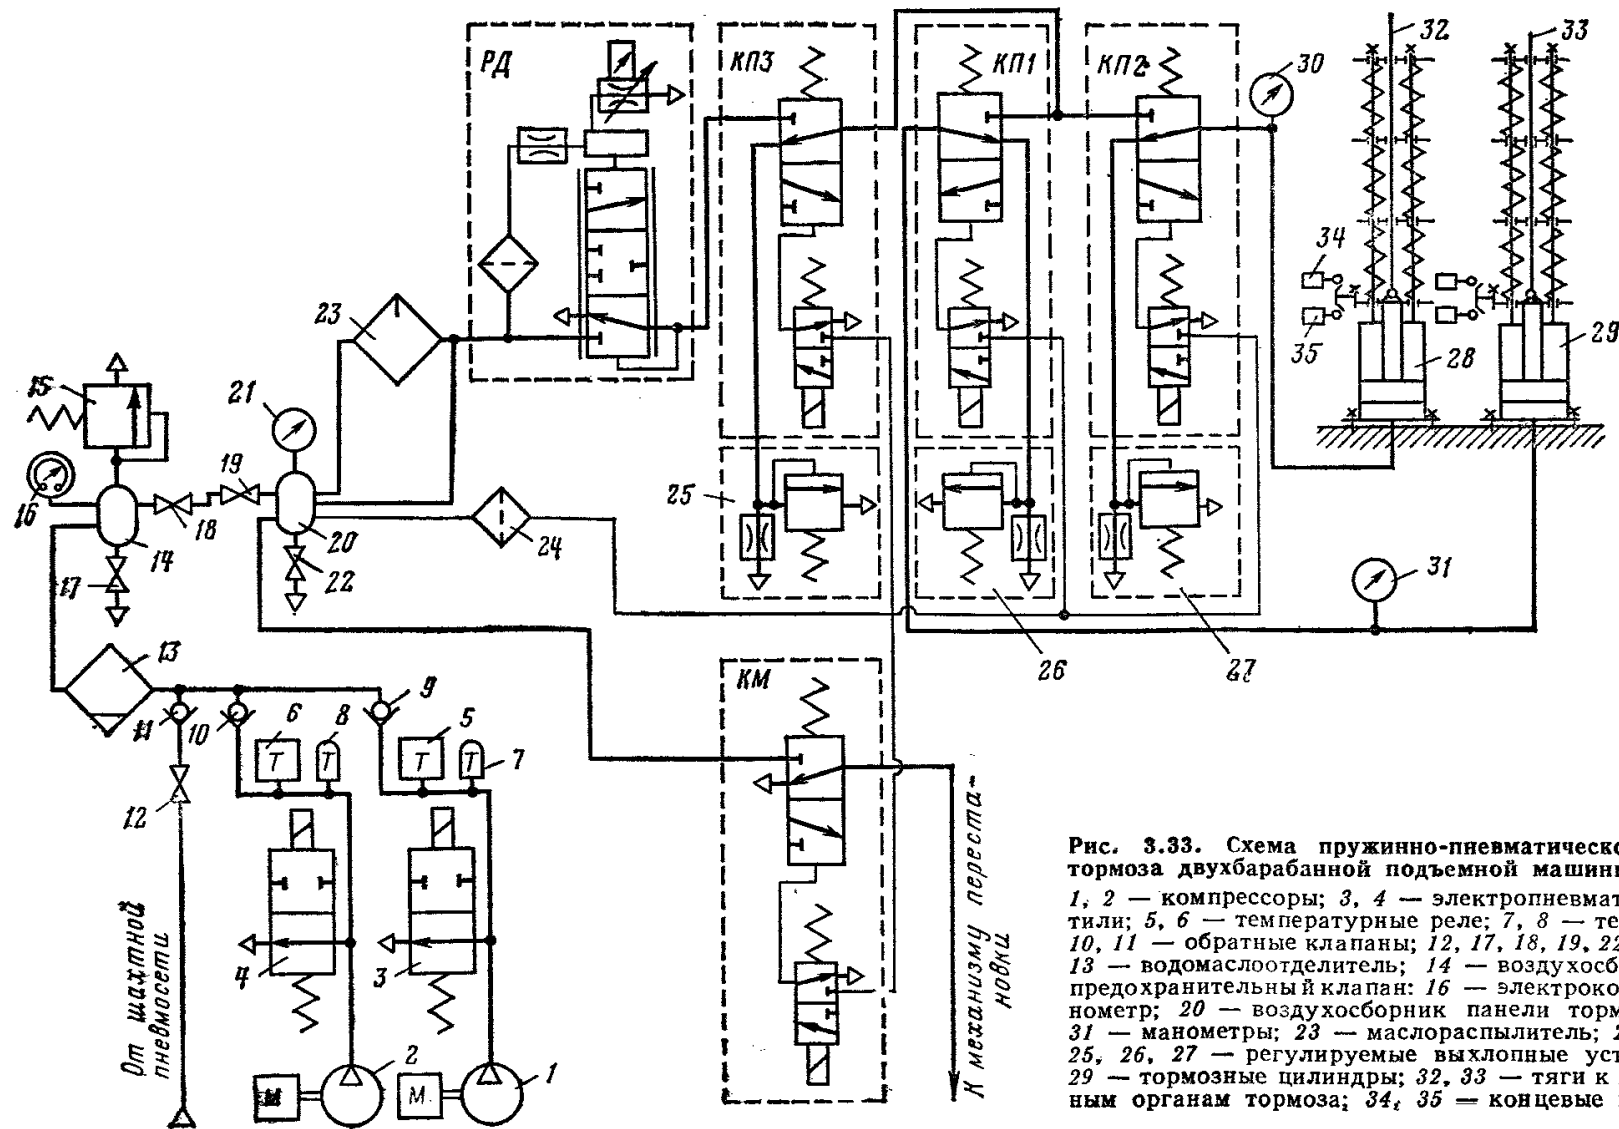 РД
КП3
КП1
КП2
30
32
33
34
35
28
29
23
15
21
16
19
18
14
20
17
22
24
25
26
27
31
13
11
10
6
8
9
5
7
Т
Т
Т
Т
12
4
3
2
1
М
М
КМ
От шахтной
пневмосети
К механизму переста-
новки
Рис. 3.33. Схема пружинно-пневматическо
тормоза двухбарабанной подъемной машин
1, 2 — компрессоры; 3, 4 — электропневмат
тили; 5, 6 — температурные реле; 7, 8 — те
10, 11 — обратные клапаны; 12, 17, 18, 19, 22
13 — водомаслоотделитель; 14 — воздухосб
предохранительный клапан: 16 — электроко
нометр; 20 — воздухосборник панели торм
31 — манометры; 23 — маслораспылитель; 2
25, 26, 27 — регулируемые выхлопные уст
29 — тормозные цилиндры; 32, 33 — тяги к
ным органам тормоза; 34, 35 — концевые